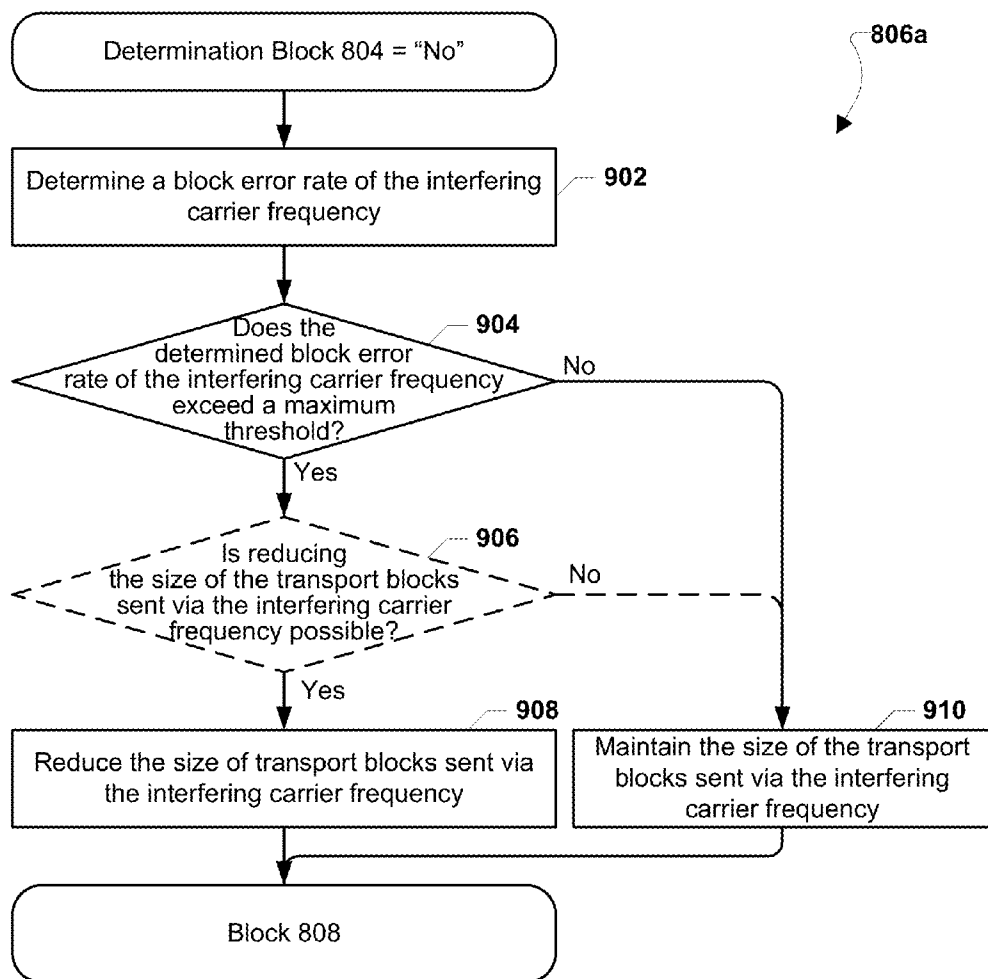 Determination Block 804 = "No"
806a
Determine a block error rate of the interfering
carrier frequency
902
Does the
determined block error
rate of the interfering carrier frequency
exceed a maximum
threshold?
904
No
Yes
Is reducing
the size of the transport blocks
sent via the interfering carrier
frequency possible?
906
No
Yes
Reduce the size of transport blocks sent via
the interfering carrier frequency
908
Maintain the size of the transport
blocks sent via the interfering
carrier frequency
910
Block 808